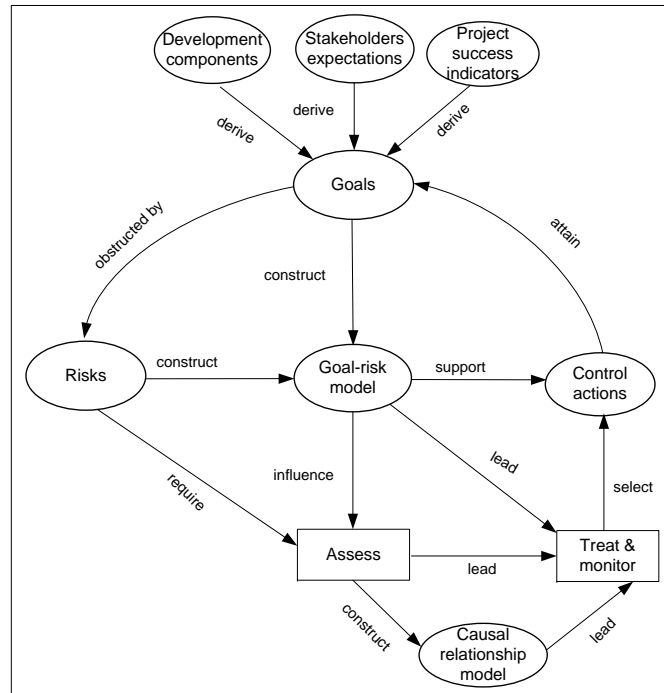 Development
components
Stakeholders
expectations
Project
success
indicators
derive
derive
derive
Goals
obstructed by
attain
construct
Risks
construct
Goal-risk
model
support
Control
actions
require
influence
lead
select
Assess
lead
Treat &
monitor
construct
Causal
relationship
model
lead